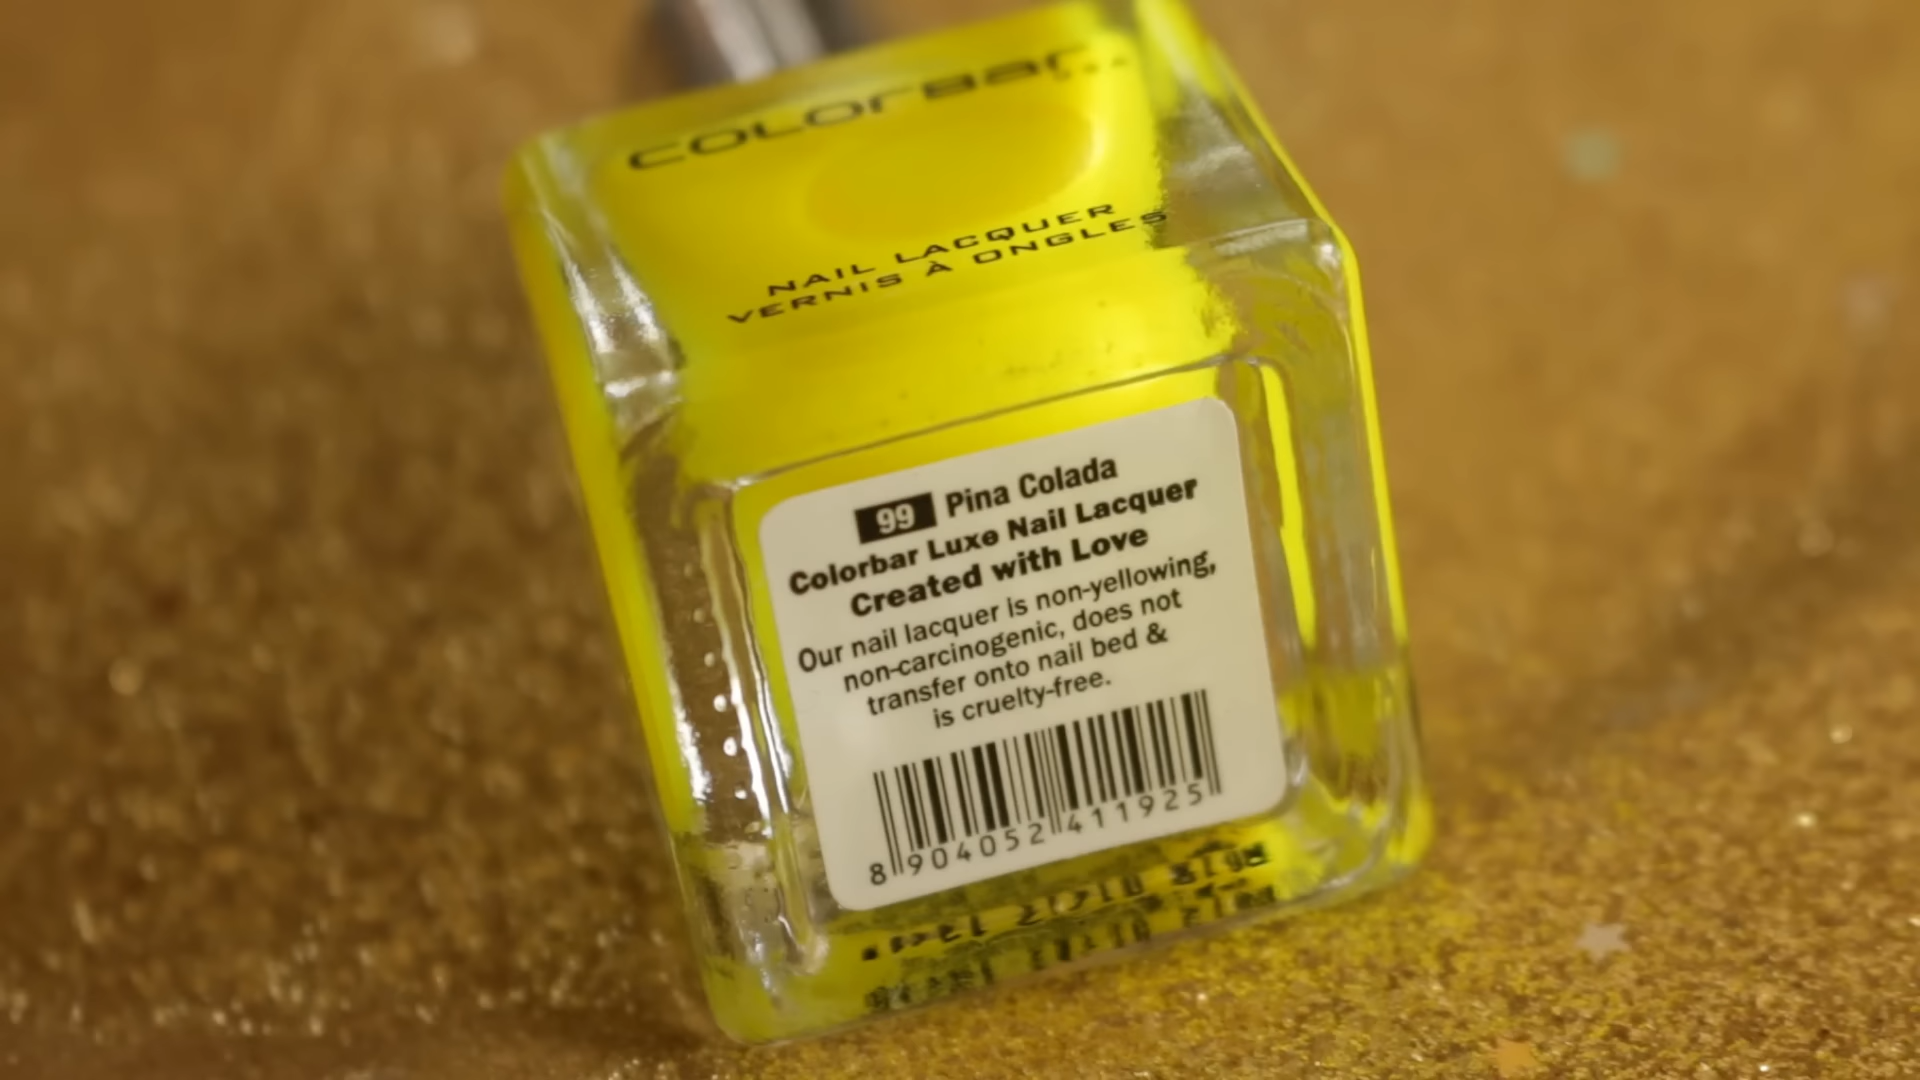 COLORBAR
USA
NAIL LACQUER
VERNIS À ONGLES
99 Pina Colada
Colorbar Luxe Nail Lacquer
Created with Love
Our nail lacquer is non-yellowing,
non-carcinogenic, does not
transfer onto nail bed &
is cruelty-free.
8 904052 411925